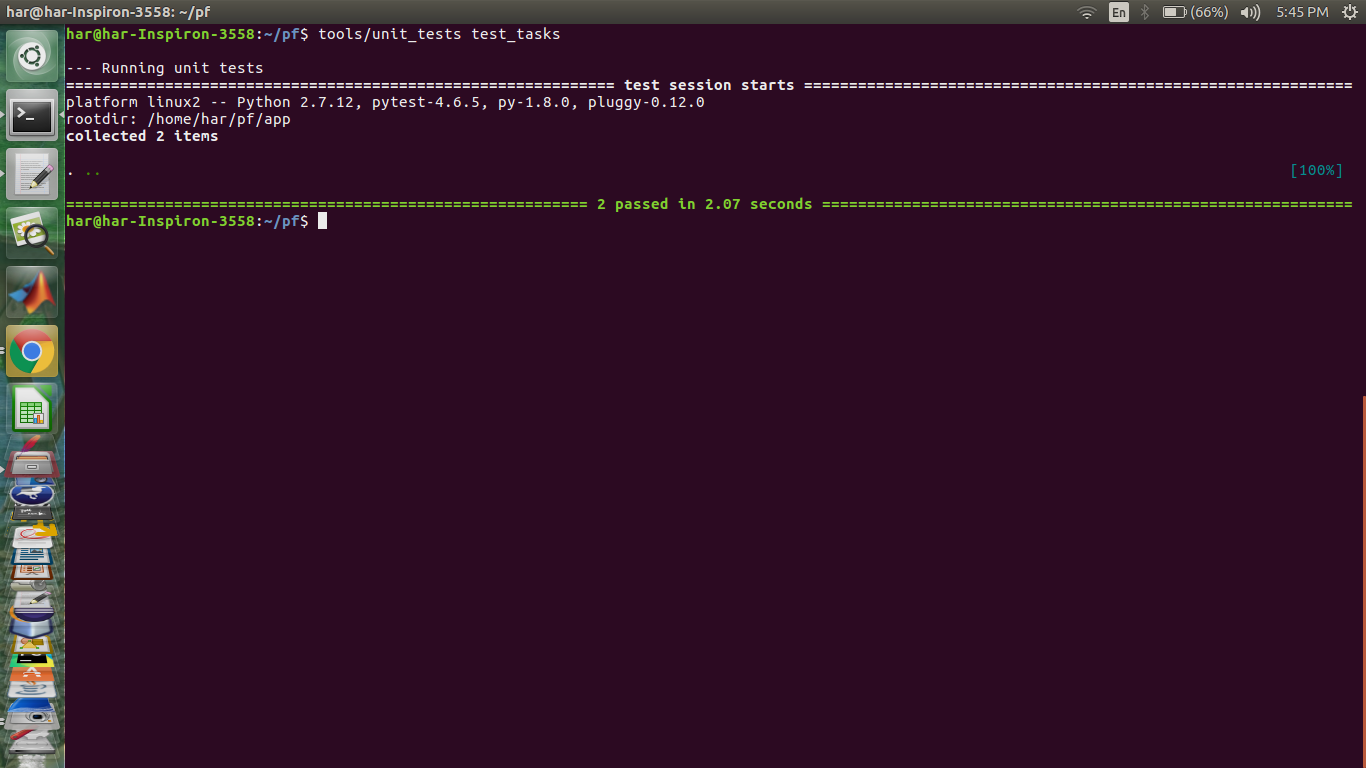 har@har-Inspiron-3558: ~/pf
En
(66%)
5:45 PM
har@har-Inspiron-3558:~/pf$ tools/unit_tests test_tasks
--- Running unit tests
============================================================= test session starts =============================================================
platform linux2 -- Python 2.7.12, pytest-4.6.5, py-1.8.0, pluggy-0.12.0
rootdir: /home/har/pf/app
collected 2 items
. .. [100%]
========================================================== 2 passed in 2.07 seconds ===========================================================
har@har-Inspiron-3558:~/pf$